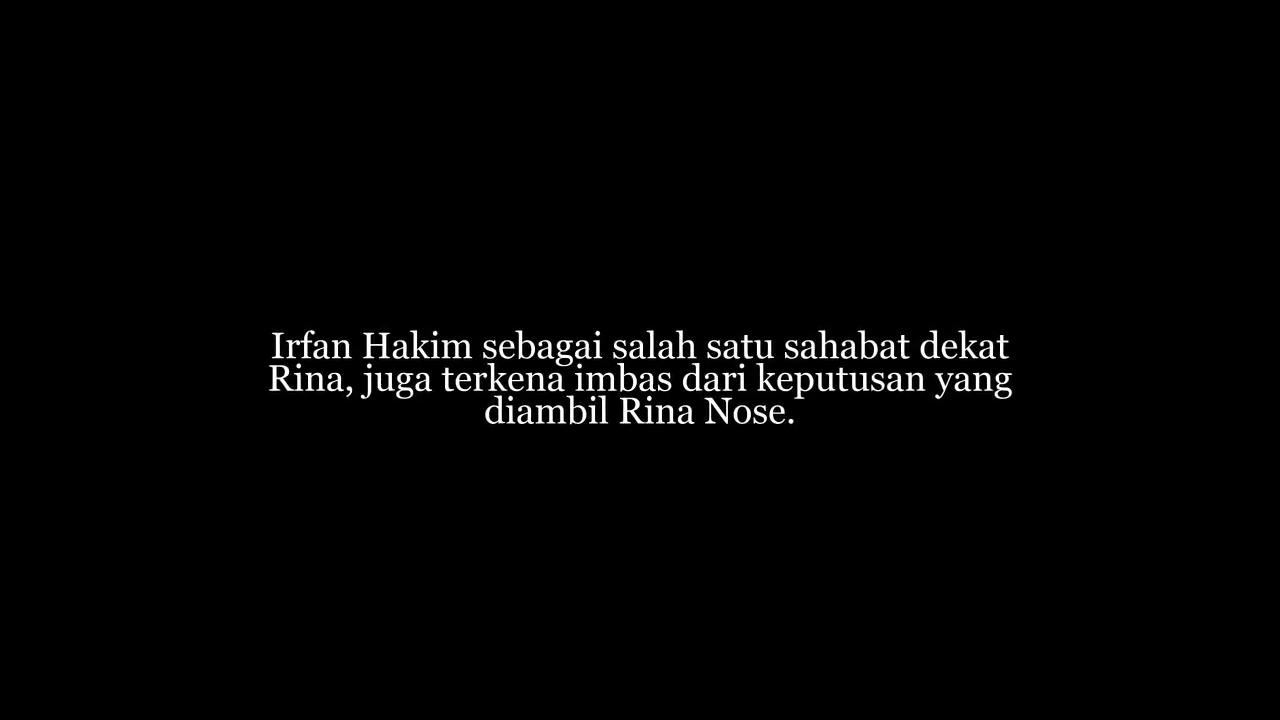 Irfan Hakim sebagai salah satu sahabat dekat
Rina, juga terkena imbas dari keputusan yang
diambil Rina Nose.